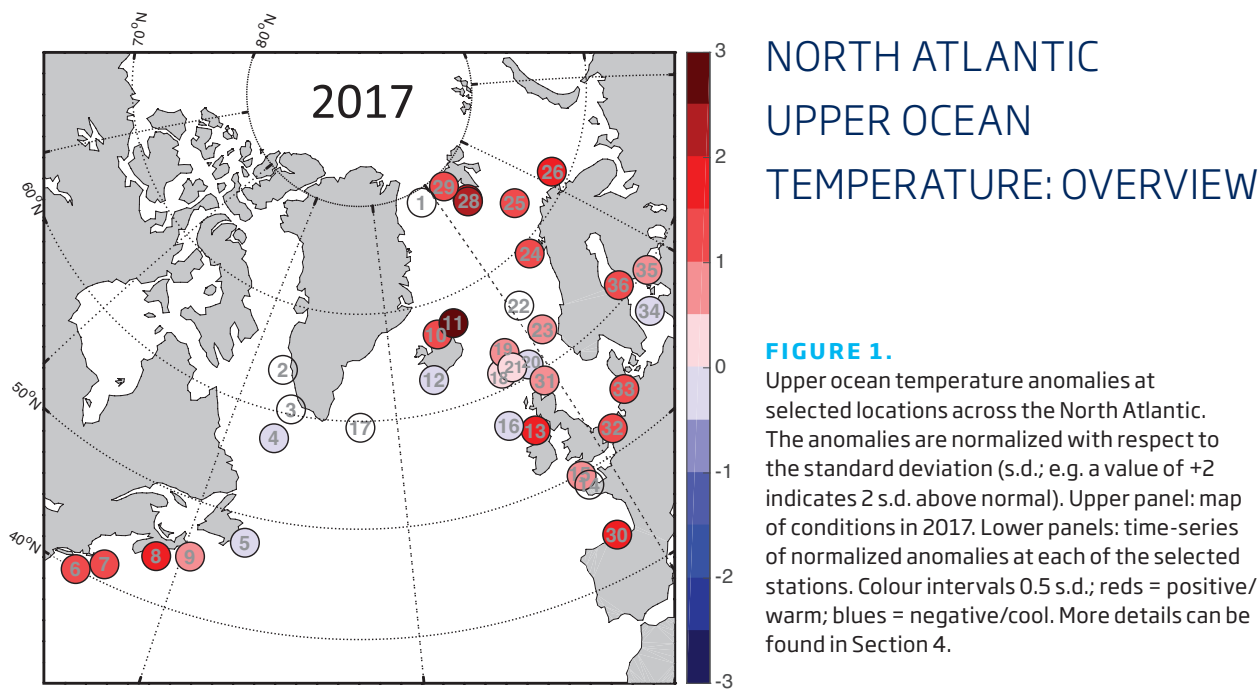 70°N
80°N
60°N
50°N
40°N
2017
26
29
1
28
25
24
35
36
22
34
11
10
23
19
20
21
18
2
12
31
33
3
17
4
16
13
32
15
14
5
30
8
9
7
6
3
2
1
0
-1
-2
-3
NORTH ATLANTIC
UPPER OCEAN
TEMPERATURE: OVERVIEW
FIGURE 1.
Upper ocean temperature anomalies at
selected locations across the North Atlantic.
The anomalies are normalized with respect to
the standard deviation (s.d.; e.g. a value of +2
indicates 2 s.d. above normal). Upper panel: map
of conditions in 2017. Lower panels: time-series
of normalized anomalies at each of the selected
stations. Colour intervals 0.5 s.d.; reds = positive/
warm; blues = negative/cool. More details can be
found in Section 4.